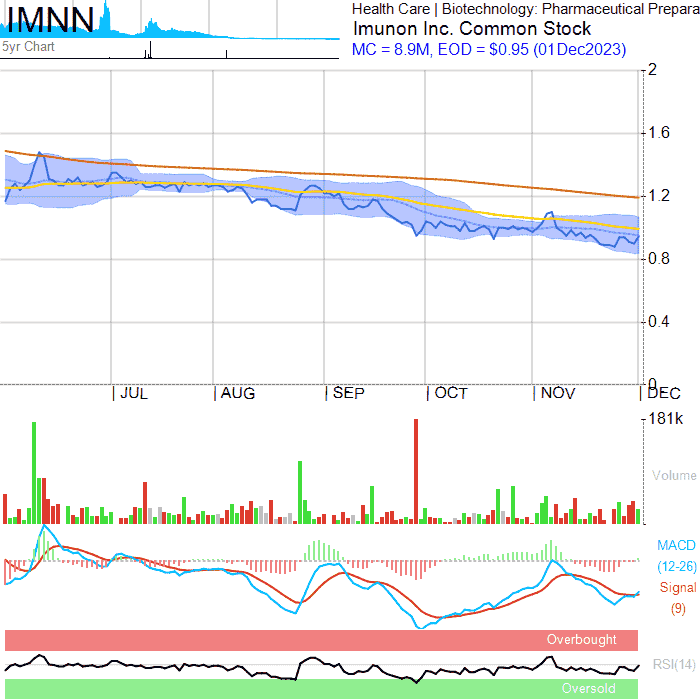 IMNN
5yr Chart
Health Care | Biotechnology: Pharmaceutical Prepara
Imunon Inc. Common Stock
MC = 8.9M, EOD = $0.95 (01Dec2023)
2
1.6
1.2
0.8
0.4
0
JUL AUG SEP OCT NOV DEC
181k
Volume
MACD
(12-26)
Signal
(9)
Overbought
RSI(14)
Oversold